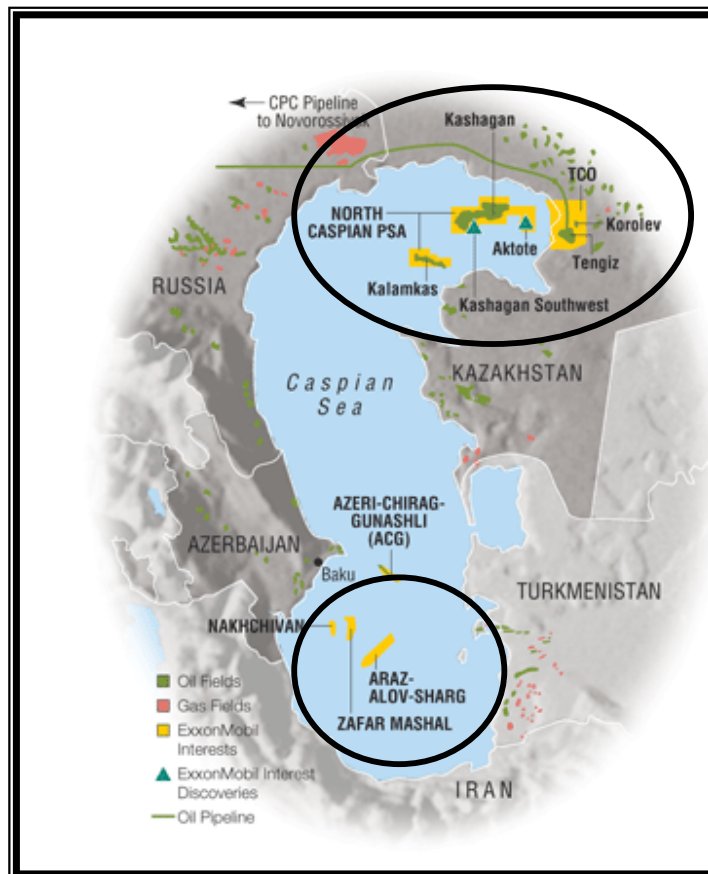 CPC Pipeline
to Novorossiysk
Kashagan
TCO
NORTH
CASPIAN PSA
Korolev
Aktote
Tengiz
Kalamkas
Kashagan Southwest
RUSSIA
KAZAKHSTAN
Caspian
Sea
AZERI-CHIRAG-
GUNASHLI
(ACG)
AZERBAIJAN
Baku
TURKMENISTAN
NAKHCHIVAN
ARAZ-
ALOV-SHARG
ZAFAR MASHAL
Oil Fields
Gas Fields
ExxonMobil
Interests
ExxonMobil Interest
Discoveries
Oil Pipeline
IRAN